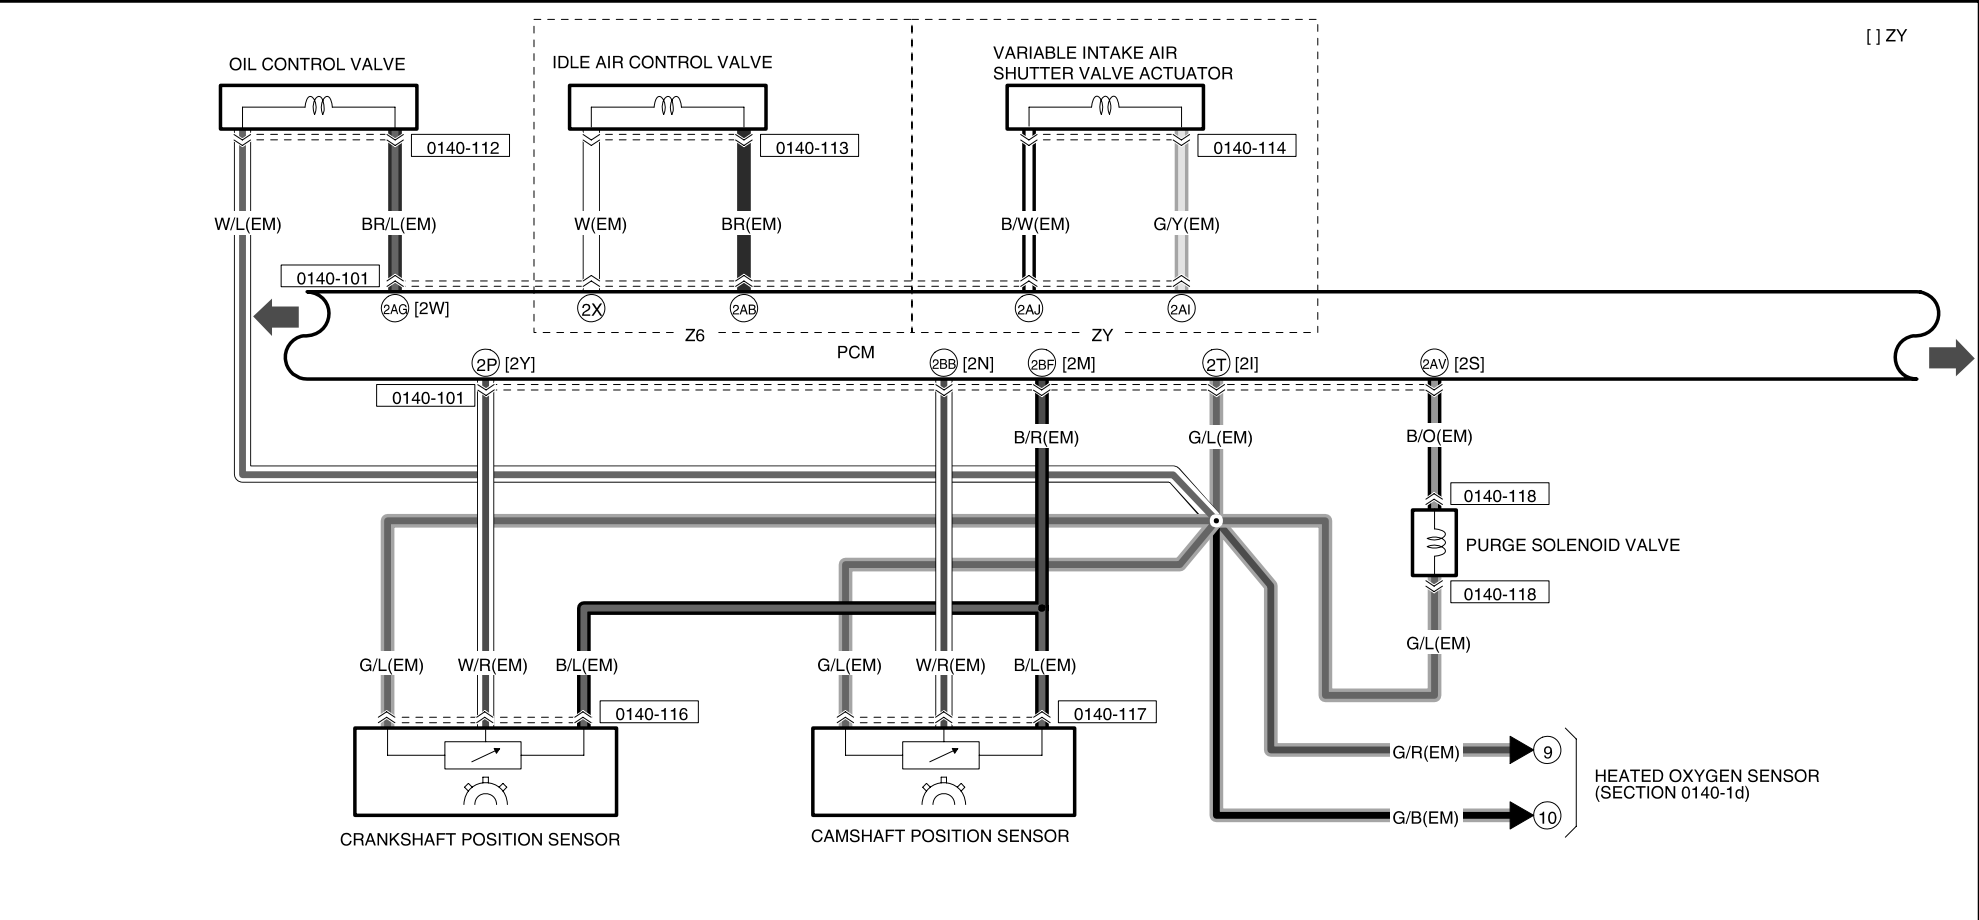 [ ] ZY
OIL CONTROL VALVE
IDLE AIR CONTROL VALVE
VARIABLE INTAKE AIR
SHUTTER VALVE ACTUATOR
0140-112
0140-113
0140-114
W/L(EM)
BR/L(EM)
W(EM)
BR(EM)
B/W(EM)
G/Y(EM)
0140-101
2AG [2W]
2X
2AB
2AJ
2AI
Z6
ZY
PCM
2P [2Y]
2BB [2N]
2BF [2M]
2T [2I]
2AV [2S]
0140-101
B/R(EM)
G/L(EM)
B/O(EM)
0140-118
PURGE SOLENOID VALVE
0140-118
G/L(EM)
G/L(EM)
W/R(EM)
B/L(EM)
G/L(EM)
W/R(EM)
B/L(EM)
0140-116
0140-117
G/R(EM)
9
HEATED OXYGEN SENSOR
(SECTION 0140-1d)
G/B(EM)
10
CRANKSHAFT POSITION SENSOR
CAMSHAFT POSITION SENSOR